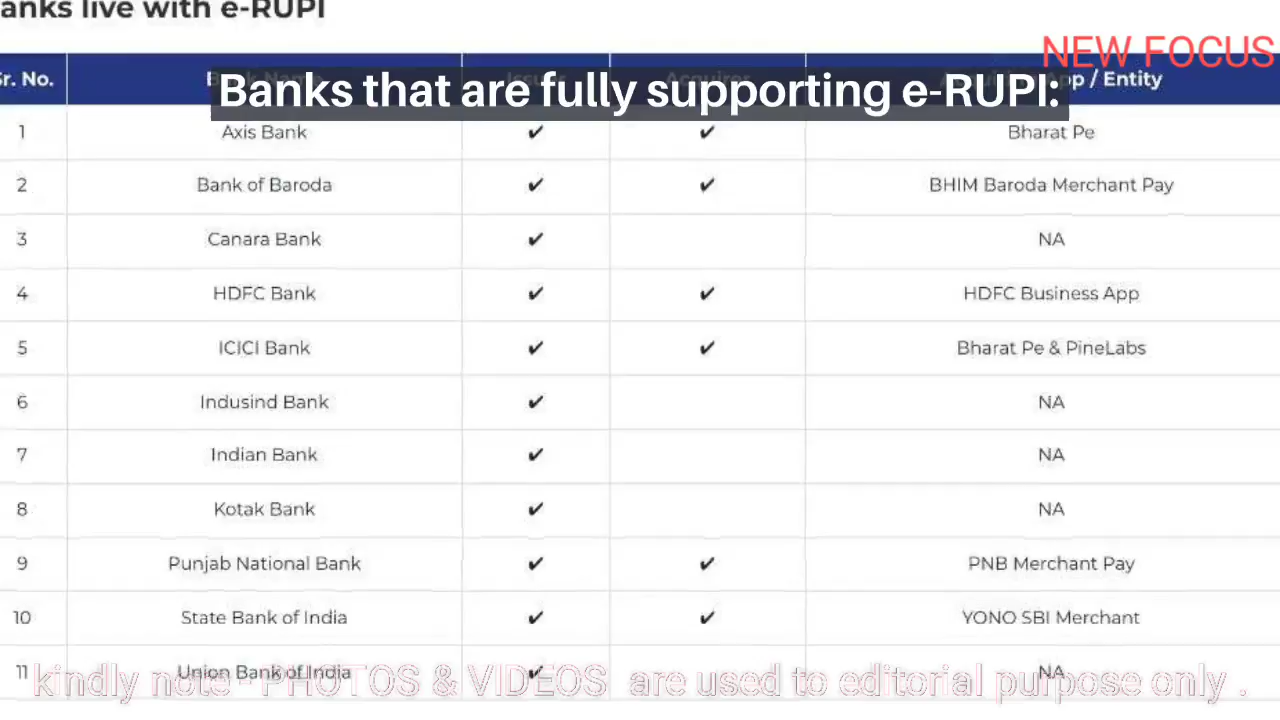 anks live with e-RUPI
NEW FOCUS
Banks that are fully supporting e-RUPI:
r. No. Issuer Acquirer App / Entity
1 Axis Bank ✔ ✔ Bharat Pe
2 Bank of Baroda ✔ ✔ BHIM Baroda Merchant Pay
3 Canara Bank ✔ NA
4 HDFC Bank ✔ ✔ HDFC Business App
5 ICICI Bank ✔ ✔ Bharat Pe & PineLabs
6 Indusind Bank ✔ NA
7 Indian Bank ✔ NA
8 Kotak Bank ✔ NA
9 Punjab National Bank ✔ ✔ PNB Merchant Pay
10 State Bank of India ✔ ✔ YONO SBI Merchant
11 Union Bank of India ✔ NA
kindly note - PHOTOS & VIDEOS are used to editorial purpose only .